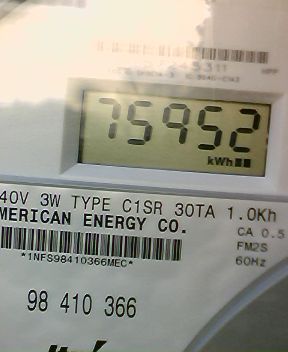 75952
kWh
40V 3W TYPE C1SR 30TA 1.0Kh
MERICAN ENERGY CO.
CA 0.5
FM2S
60Hz
*1NFS98410366MEC*
98 410 366